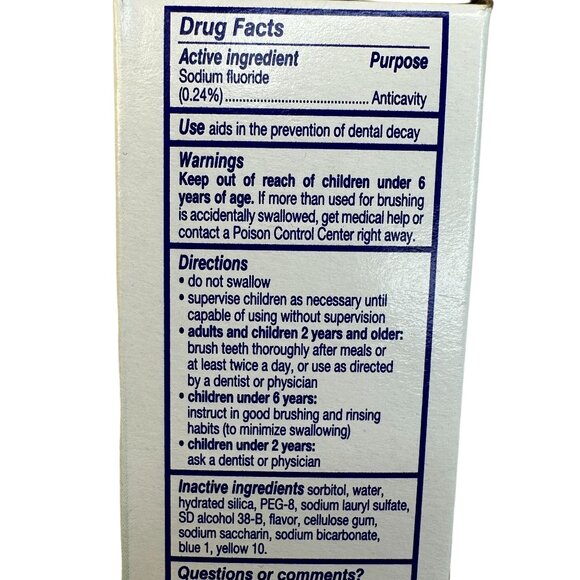 Drug Facts
Active ingredient Purpose
Sodium fluoride
(0.24%)............................................ Anticavity
Use aids in the prevention of dental decay
Warnings
Keep out of reach of children under 6
years of age. If more than used for brushing
is accidentally swallowed, get medical help or
contact a Poison Control Center right away.
Directions
• do not swallow
• supervise children as necessary until
capable of using without supervision
• adults and children 2 years and older:
brush teeth thoroughly after meals or
at least twice a day, or use as directed
by a dentist or physician
• children under 6 years:
instruct in good brushing and rinsing
habits (to minimize swallowing)
• children under 2 years:
ask a dentist or physician
Inactive ingredients sorbitol, water,
hydrated silica, PEG-8, sodium lauryl sulfate,
SD alcohol 38-B, flavor, cellulose gum,
sodium saccharin, sodium bicarbonate,
blue 1, yellow 10.
Questions or comments?